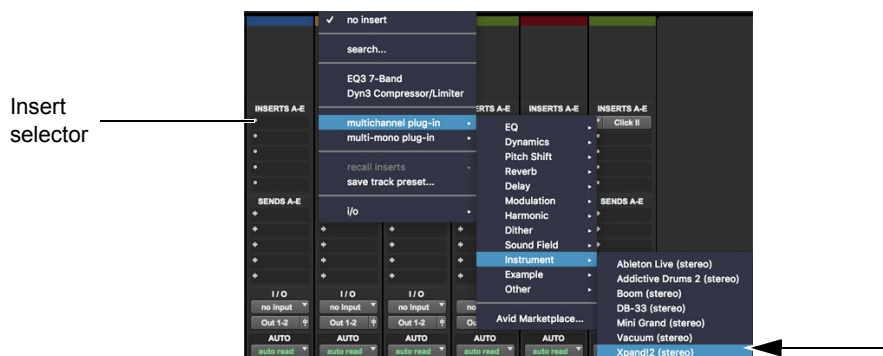 Insert
selector
✓ no insert
search...
EQ3 7-Band
Dyn3 Compressor/Limiter
multichannel plug-in
multi-mono plug-in
recall inserts
save track preset...
i/o
INSERTS A-E
ERTS A-E
INSERTS A-E
INSERTS A-E
Click II
EQ
Dynamics
Pitch Shift
Reverb
Delay
Modulation
Harmonic
Dither
Sound Field
Instrument
Example
Other
Avid Marketplace...
SENDS A-E
SENDS A-E
Ableton Live (stereo)
Addictive Drums 2 (stereo)
Boom (stereo)
DB-33 (stereo)
Mini Grand (stereo)
Vacuum (stereo)
Xpand!2 (stereo)
I/O I/O I/O
no input no input no input no
Out 1-2 Out 1-2 Out 1-2 Ou
AUTO AUTO AUTO AUTO AUTO AUTO
auto read auto read auto read auto read auto read auto read